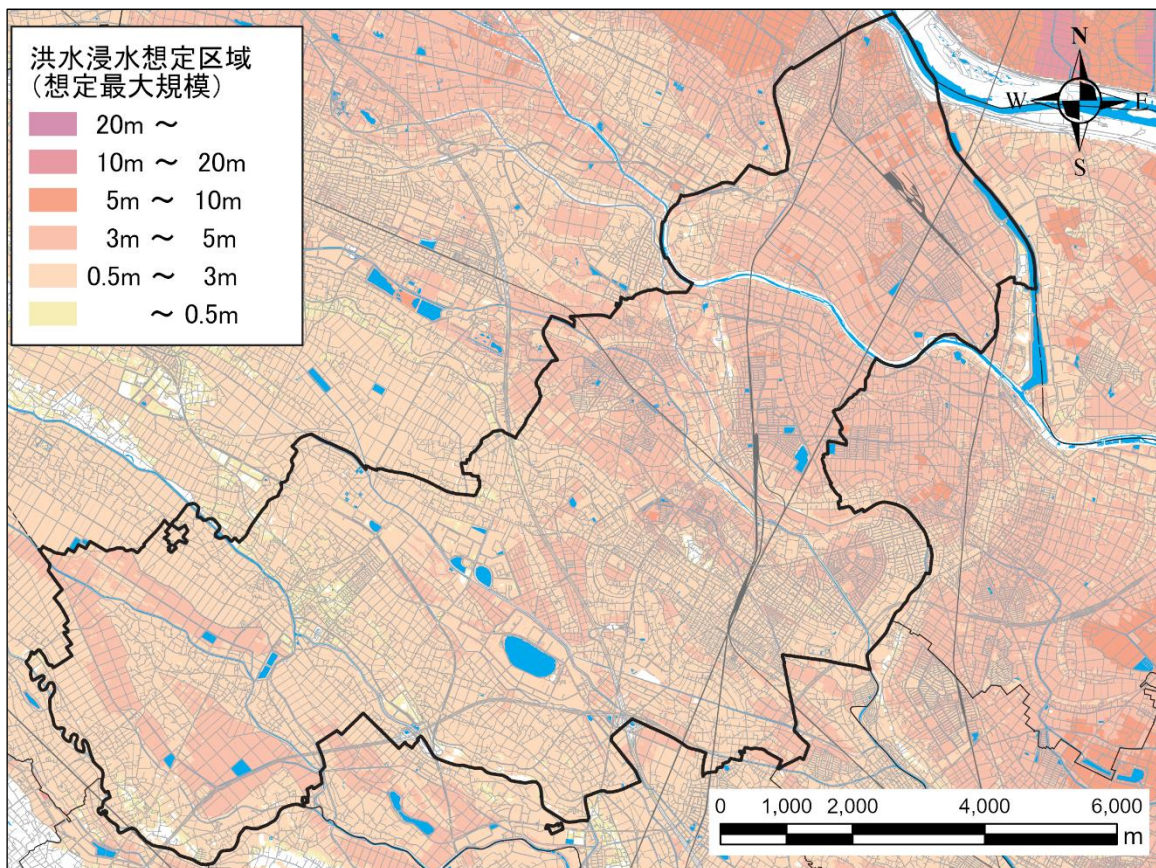 洪水浸水想定区域
(想定最大規模)
20m ～
10m ～ 20m
5m ～ 10m
3m ～ 5m
0.5m ～ 3m
～ 0.5m
N
W E
S
0 1,000 2,000 4,000 6,000
m